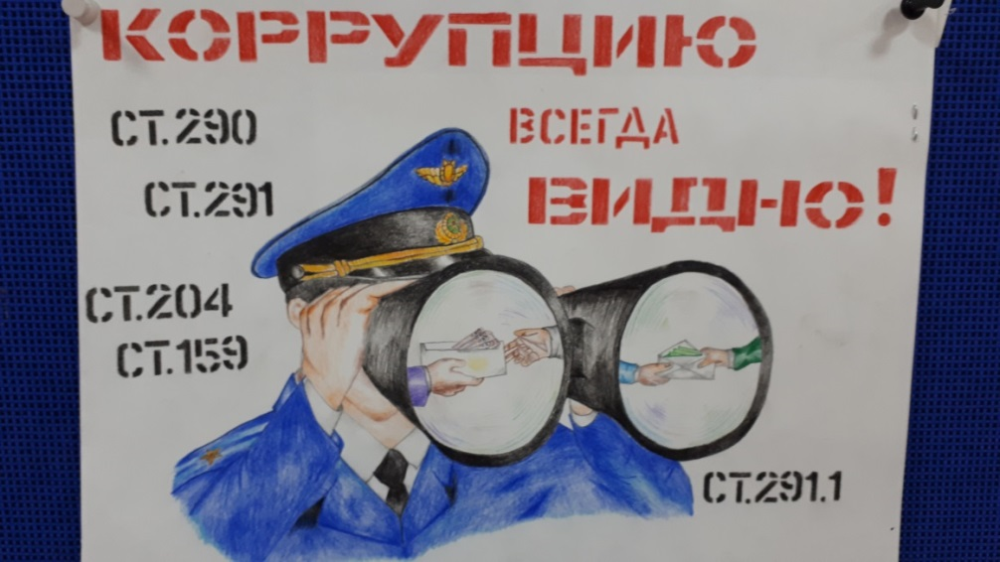 КОРРУПЦИЮ
ВСЕГДА
ВИДНО!
СТ.290
СТ.291
СТ.204
СТ.159
СТ.291.1